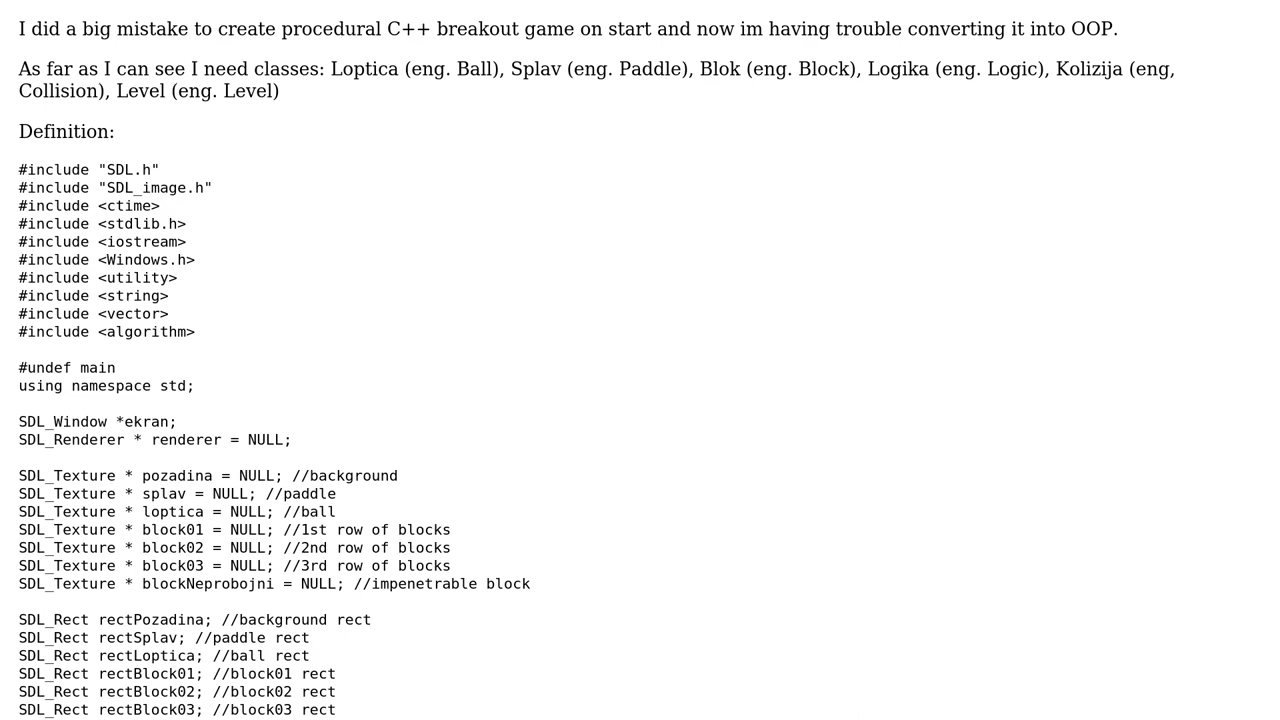 I did a big mistake to create procedural C++ breakout game on start and now im having trouble converting it into OOP.
As far as I can see I need classes: Loptica (eng. Ball), Splav (eng. Paddle), Blok (eng. Block), Logika (eng. Logic), Kolizija (eng,
Collision), Level (eng. Level)
Definition:
#include "SDL.h"
#include "SDL_image.h"
#include <ctime>
#include <stdlib.h>
#include <iostream>
#include <Windows.h>
#include <utility>
#include <string>
#include <vector>
#include <algorithm>
#undef main
using namespace std;
SDL_Window *ekran;
SDL_Renderer * renderer = NULL;
SDL_Texture * pozadina = NULL; //background
SDL_Texture * splav = NULL; //paddle
SDL_Texture * loptica = NULL; //ball
SDL_Texture * block01 = NULL; //1st row of blocks
SDL_Texture * block02 = NULL; //2nd row of blocks
SDL_Texture * block03 = NULL; //3rd row of blocks
SDL_Texture * blockNeprobojni = NULL; //impenetrable block
SDL_Rect rectPozadina; //background rect
SDL_Rect rectSplav; //paddle rect
SDL_Rect rectLoptica; //ball rect
SDL_Rect rectBlock01; //block01 rect
SDL_Rect rectBlock02; //block02 rect
SDL_Rect rectBlock03; //block03 rect